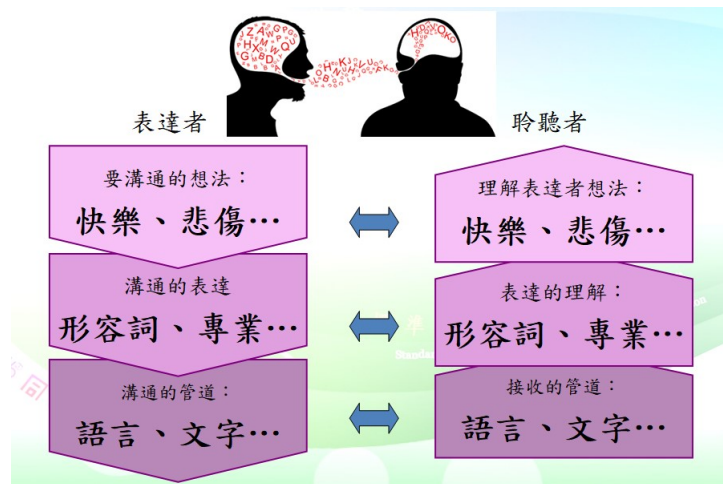 表達者
聆聽者
要溝通的想法：
快樂、悲傷…
溝通的表達
形容詞、專業…
溝通的管道：
語言、文字…
理解表達者想法：
快樂、悲傷…
表達的理解：
形容詞、專業…
接收的管道：
語言、文字…
準
同